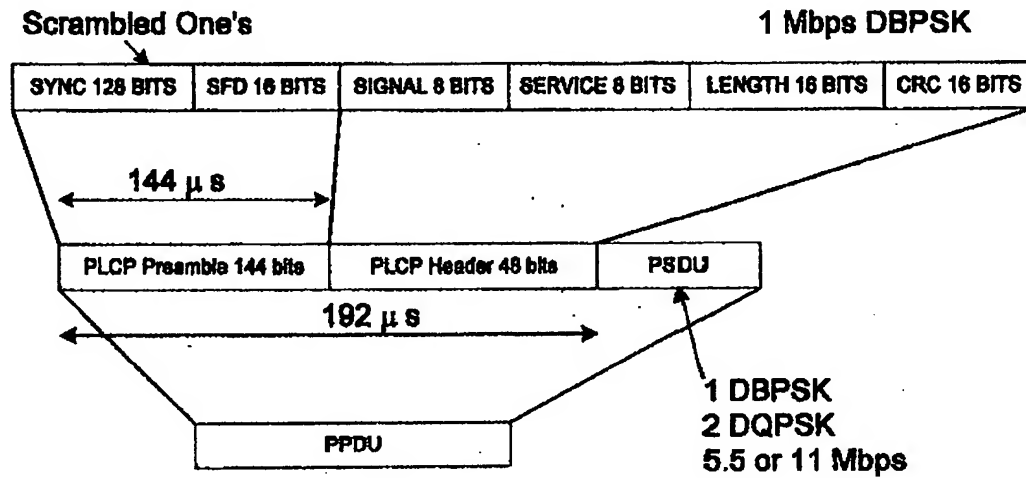 Scrambled One's
1 Mbps DBPSK
SYNC 128 BITS
SFD 16 BITS
SIGNAL 8 BITS
SERVICE 8 BITS
LENGTH 16 BITS
CRC 16 BITS
144 μ s
PLCP Preamble 144 bits
PLCP Header 48 bits
PSDU
192 μ s
1 DBPSK
2 DQPSK
5.5 or 11 Mbps
PPDU